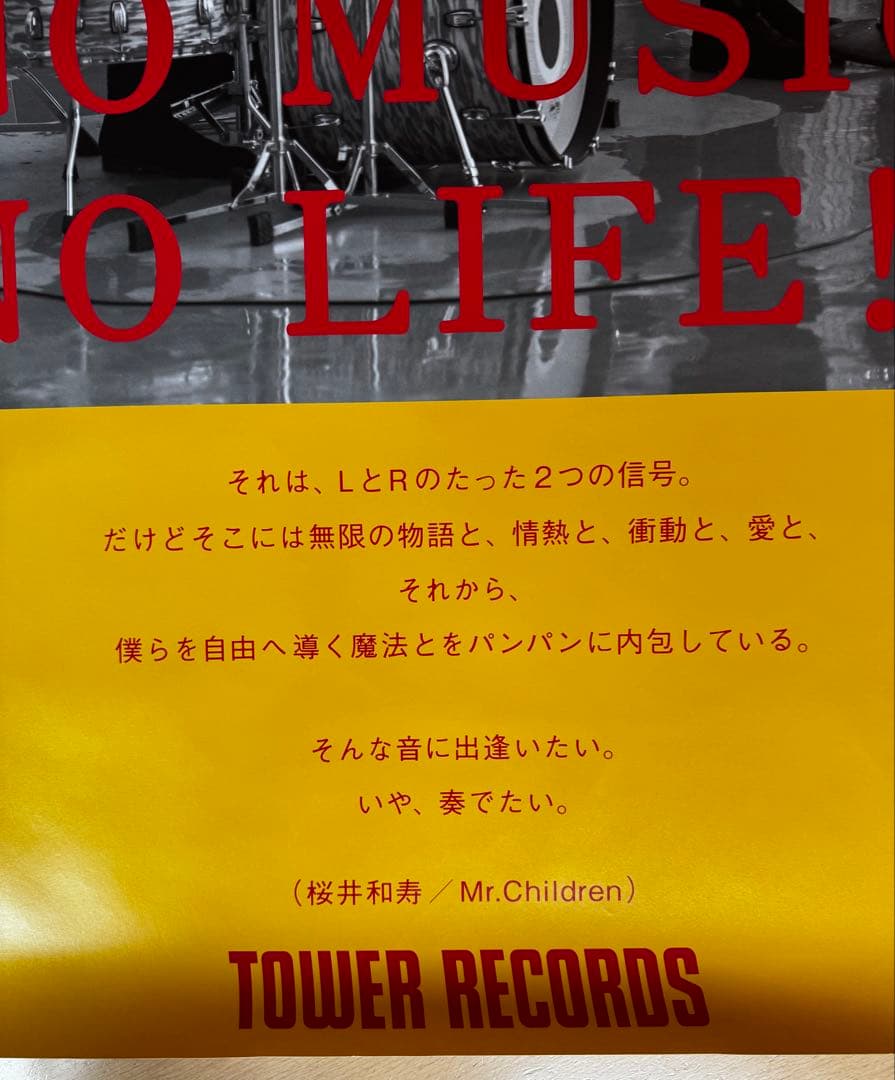 NO MUSIC
NO LIFE!
それは、LとRのたった2つの信号。
だけどそこには無限の物語と、情熱と、衝動と、愛と、
それから、
僕らを自由へ導く魔法とをパンパンに内包している。
そんな音に出逢いたい。
いや、奏でたい。
（桜井和寿／Mr.Children）
TOWER RECORDS